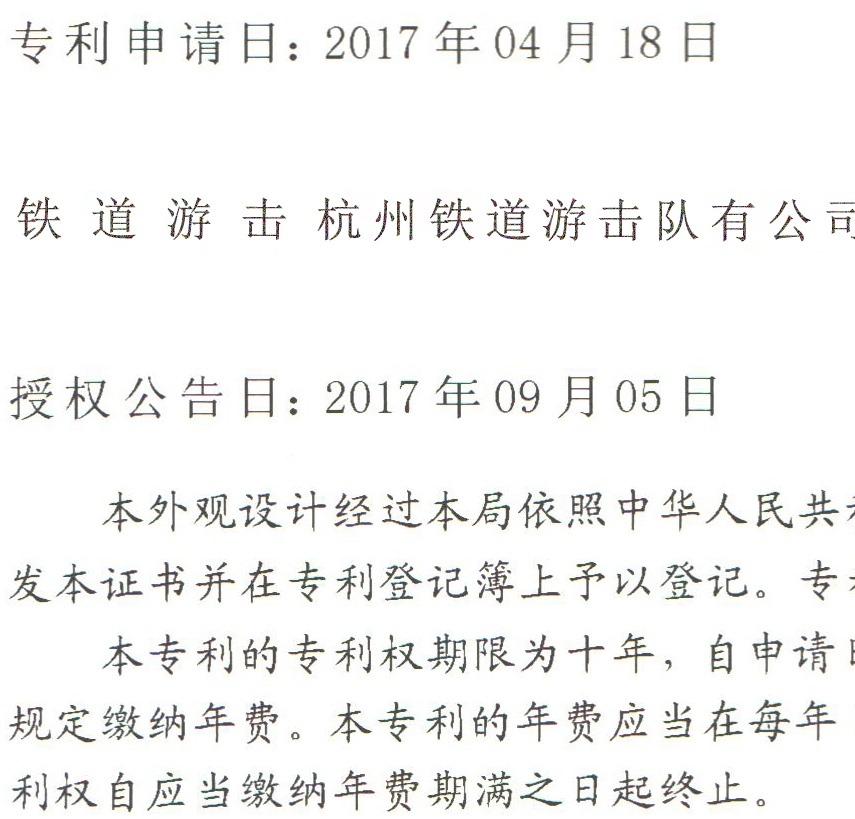 专利申请日：2017年04月18日
铁道游击 杭州铁道游击队有公司
授权公告日：2017年09月05日
本外观设计经过本局依照中华人民共
发本证书并在专利登记簿上予以登记。专
本专利的专利权期限为十年，自申请
规定缴纳年费。本专利的年费应当在每年
利权自应当缴纳年费期满之日起终止。